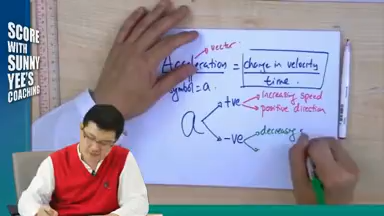 SCORE
WITH
SUNNY
YEE'S
COACHING
vector
Acceleration = change in velocity
time.
symbol = a.
a
+ve
increasing speed
positive direction
-ve
decreasing s